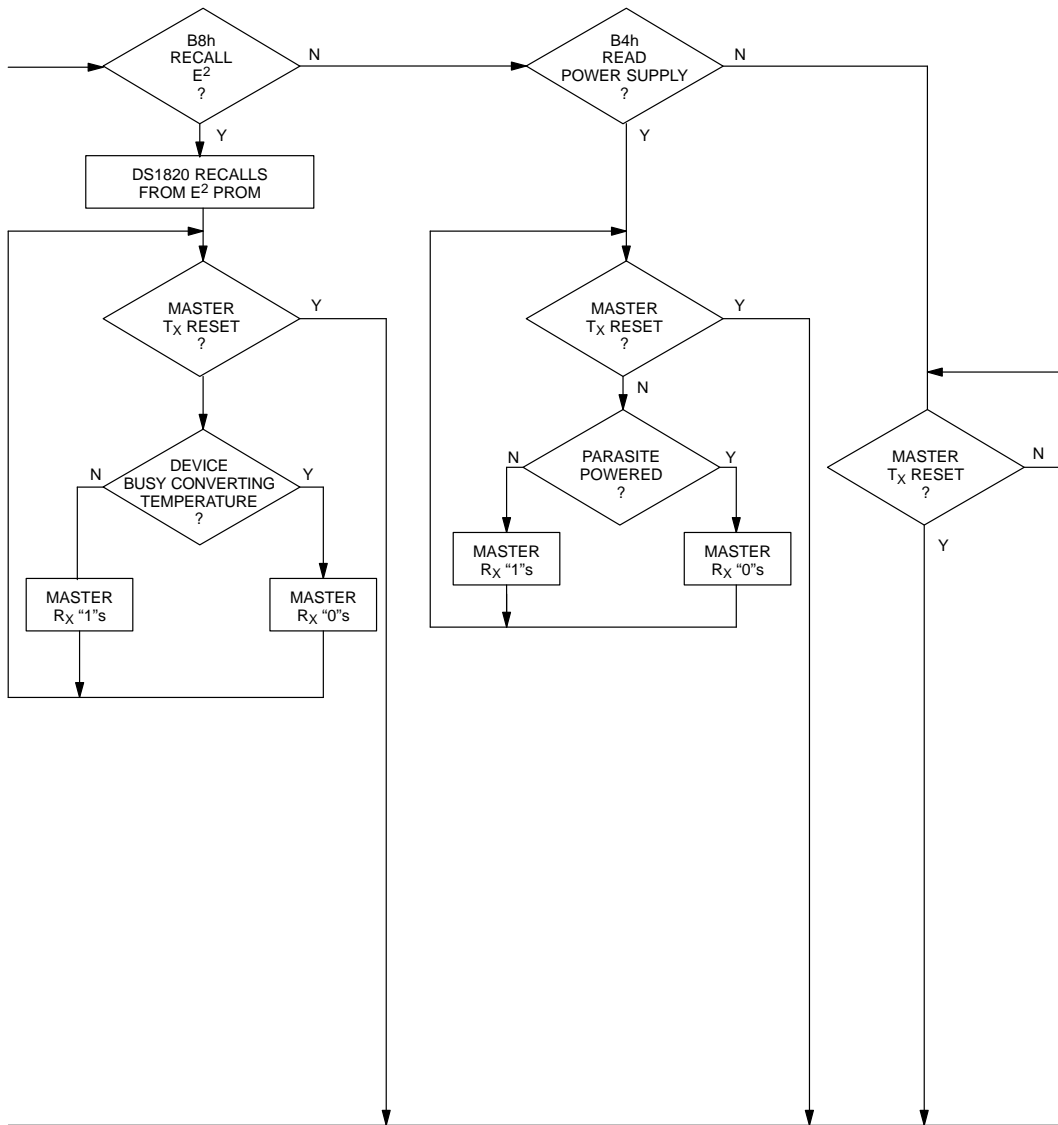 B8h
RECALL
E²
?
N
Y
B4h
READ
POWER SUPPLY
?
N
Y
DS1820 RECALLS
FROM E² PROM
MASTER
TX RESET
?
Y
MASTER
TX RESET
?
Y
N
DEVICE
BUSY CONVERTING
TEMPERATURE
?
N
Y
PARASITE
POWERED
?
N
Y
MASTER
TX RESET
?
N
Y
MASTER
RX “1”s
MASTER
RX “0”s
MASTER
RX “1”s
MASTER
RX “0”s